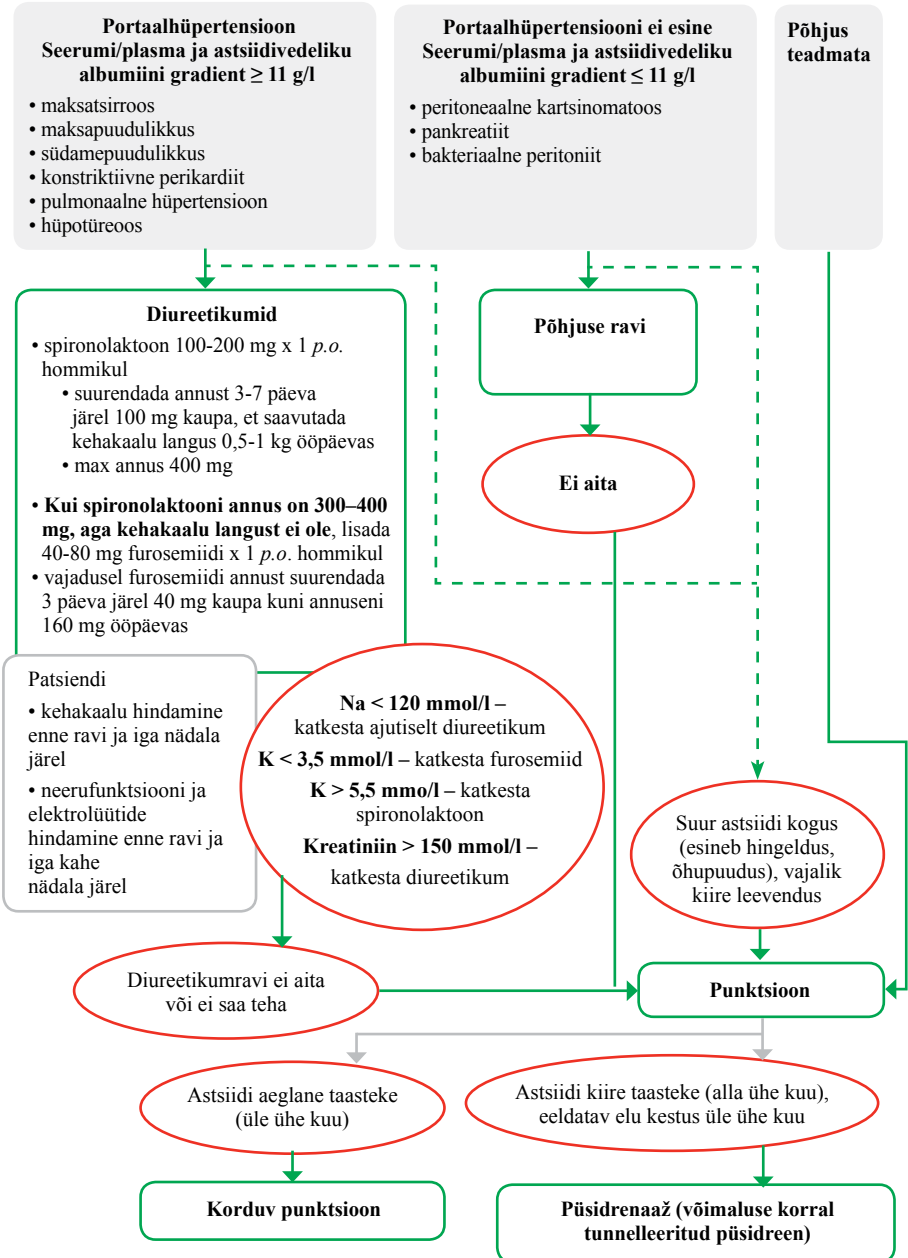 Portaalhüpertensioon
Seerumi/plasma ja astsiidivedeliku
albumiini gradient ≥ 11 g/l
• maksatsirroos
• maksapuudulikkus
• südamepuudulikkus
• konstriktiivne perikardiit
• pulmonaalne hüpertensioon
• hüpotüreoos
Portaalhüpertensiooni ei esine
Seerumi/plasma ja astsiidivedeliku
albumiini gradient ≤ 11 g/l
• peritoneaalne kartsinomatoos
• pankreatiit
• bakteriaalne peritoniit
Põhjus
teadmata
Diureetikumid
• spironolaktoon 100-200 mg x 1 p.o.
hommikul
• suurendada annust 3-7 päeva
järel 100 mg kaupa, et saavutada
kehakaalu langus 0,5-1 kg ööpäevas
• max annus 400 mg
• Kui spironolaktooni annus on 300–400
mg, aga kehakaalu langust ei ole, lisada
40-80 mg furosemiidi x 1 p.o. hommikul
• vajadusel furosemiidi annust suurendada
3 päeva järel 40 mg kaupa kuni annuseni
160 mg ööpäevas
Põhjuse ravi
Ei aita
Patsiendi
• kehakaalu hindamine
enne ravi ja iga nädala
järel
• neerufunktsiooni ja
elektrolüütide
hindamine enne ravi ja
iga kahe
nädala järel
Na < 120 mmol/l –
katkesta ajutiselt diureetikum
K < 3,5 mmol/l – katkesta furosemiid
K > 5,5 mmo/l – katkesta
spironolaktoon
Kreatiniin > 150 mmol/l –
katkesta diureetikum
Suur astsiidi kogus
(esineb hingeldus,
õhupuudus), vajalik
kiire leevendus
Diureetikumravi ei aita
või ei saa teha
Punktsioon
Astsiidi aeglane taasteke
(üle ühe kuu)
Astsiidi kiire taasteke (alla ühe kuu),
eeldatav elu kestus üle ühe kuu
Korduv punktsioon
Püsidrenaaž (võimaluse korral
tunnelleeritud püsidreen)